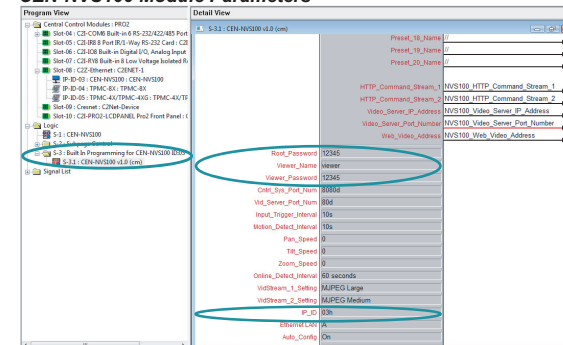 CEN-NVS100 Module Parameters
Program View
Detail View
Central Control Modules : PRO2
Slot-04 : C2I-COM6 Built-in 6 RS-232/422/485 Port
Slot-05 : C2I-IR8 8 Port IR/1-Way RS-232 Card : C2I
Slot-06 : C2I-IO8 Built-in Digital I/O, Analog Input
Slot-07 : C2I-RY8 Built-in 8 Low Voltage Isolated R
Slot-08 : C2Z-Ethernet : C2ENET-1
IP-ID-03 : CEN-NVS100 : CEN-NVS100
IP-ID-04 : TPMC-8X: TPMC-8X
IP-ID-05 : TPMC-4X/TPMC-4XG : TPMC-4X/TP
Slot-09 : C2-Cresnet : C2Net-Device
Slot-10 : C2I-PRO2-LCDPANEL Pro2 Front Panel : C
Logic
S-1 : CEN-NVS100
S-2 : Subpage Control
S-3 : Built In Programming for CEN-NVS100 ID:03
S-3.1 : CEN-NVS100 v1.0 (cm)
Signal List
S-3.1 : CEN-NVS100 v1.0 (cm)
Preset_18_Name //
Preset_19_Name //
Preset_20_Name //
HTTP_Command_Stream_1 NVS100_HTTP_Command_Stream_1
HTTP_Command_Stream_2 NVS100_HTTP_Command_Stream_2
Video_Server_IP_Address NVS100_Video_Server_IP_Address
Video_Server_Port_Number NVS100_Video_Server_Port_Number
Web_Video_Address NVS100_Web_Video_Address
Root_Password 12345
Viewer_Name viewer
Viewer_Password 12345
Cntrl_Sys_Port_Num 8000d
Vid_Server_Port_Num 80d
Input_Trigger_Interval 10s
Motion_Detect_Interval 10s
Pan_Speed 0
Tilt_Speed 0
Zoom_Speed 0
Online_Detect_Interval 60 seconds
VidStream_1_Setting MJPEG Large
VidStream_2_Setting MJPEG Medium
IP_ID 03h
Ethernet LAN A
Auto_Config On